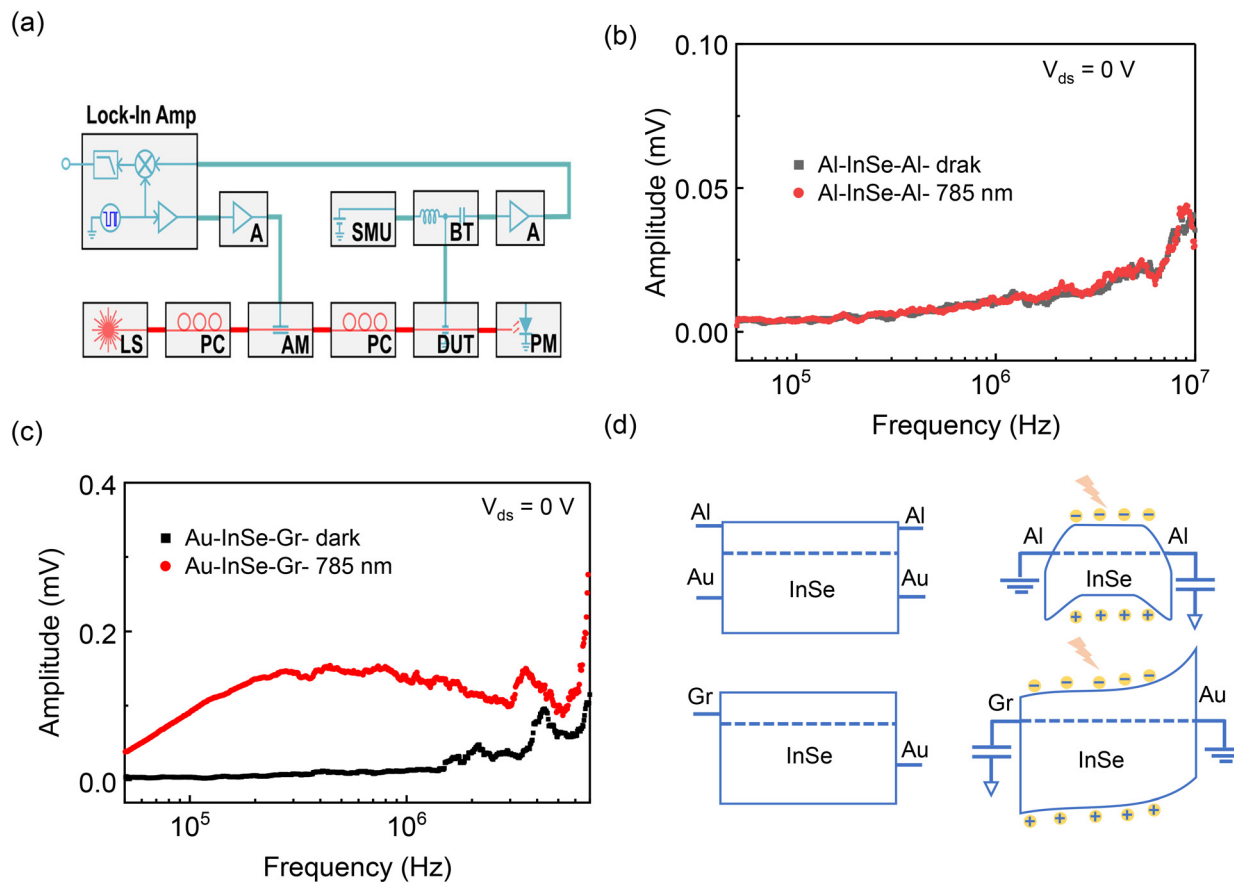 (a)
Lock-In Amp
A
SMU
BT
A
LS
PC
AM
PC
DUT
PM
(b)
0.10
0.05
0.00
Amplitude (mV)
V_ds = 0 V
Al-InSe-Al- drak
Al-InSe-Al- 785 nm
10^5
10^6
10^7
Frequency (Hz)
(c)
0.4
0.2
0.0
Amplitude (mV)
V_ds = 0 V
Au-InSe-Gr- dark
Au-InSe-Gr- 785 nm
10^5
10^6
Frequency (Hz)
(d)
Al
Al
Au
Au
InSe
Al
Al
InSe
Gr
Au
InSe
Gr
Au
InSe